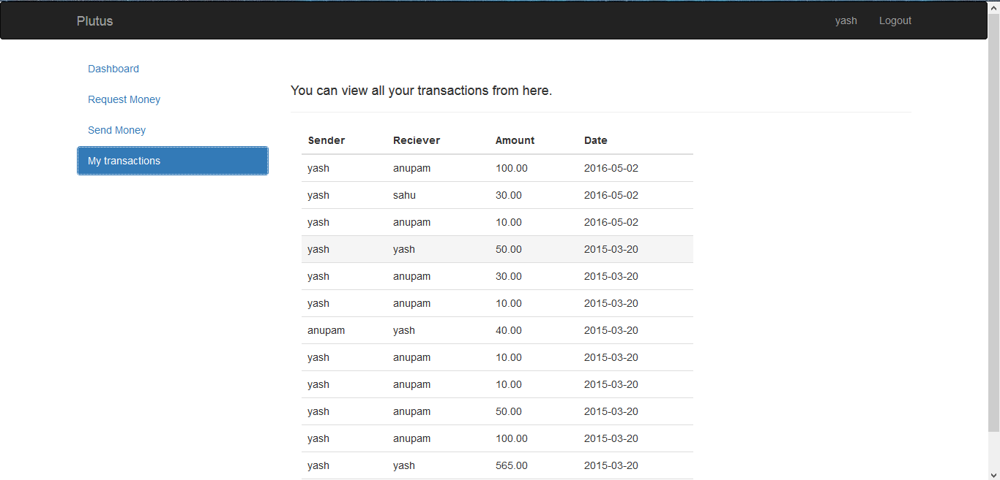 Plutus yash Logout
Dashboard
Request Money
Send Money
My transactions
You can view all your transactions from here.
Sender Reciever Amount Date
yash anupam 100.00 2016-05-02
yash sahu 30.00 2016-05-02
yash anupam 10.00 2016-05-02
yash yash 50.00 2015-03-20
yash anupam 30.00 2015-03-20
yash anupam 10.00 2015-03-20
anupam yash 40.00 2015-03-20
yash anupam 10.00 2015-03-20
yash anupam 10.00 2015-03-20
yash anupam 50.00 2015-03-20
yash anupam 100.00 2015-03-20
yash yash 565.00 2015-03-20